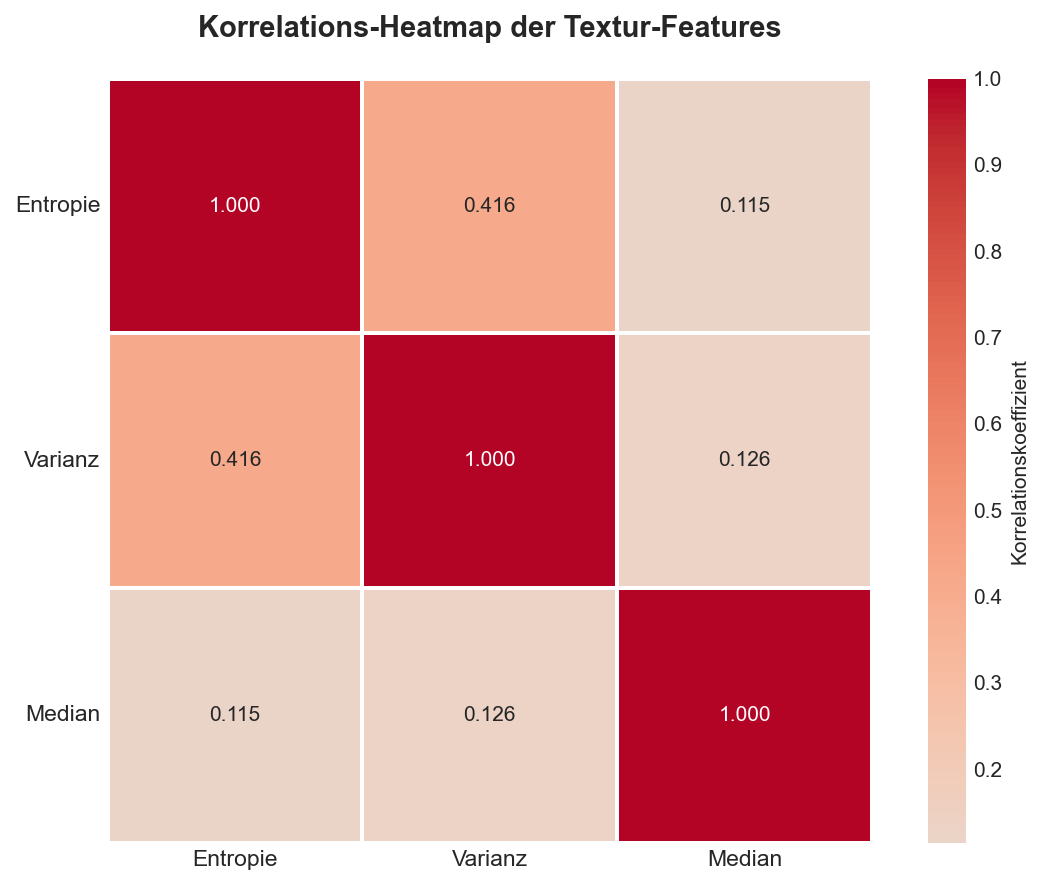 Korrelations-Heatmap der Textur-Features
Entropie 1.000 0.416 0.115
Varianz 0.416 1.000 0.126
Median 0.115 0.126 1.000
Entropie Varianz Median
1.0
0.9
0.8
0.7
0.6
0.5
0.4
0.3
0.2
Korrelationskoeffizient